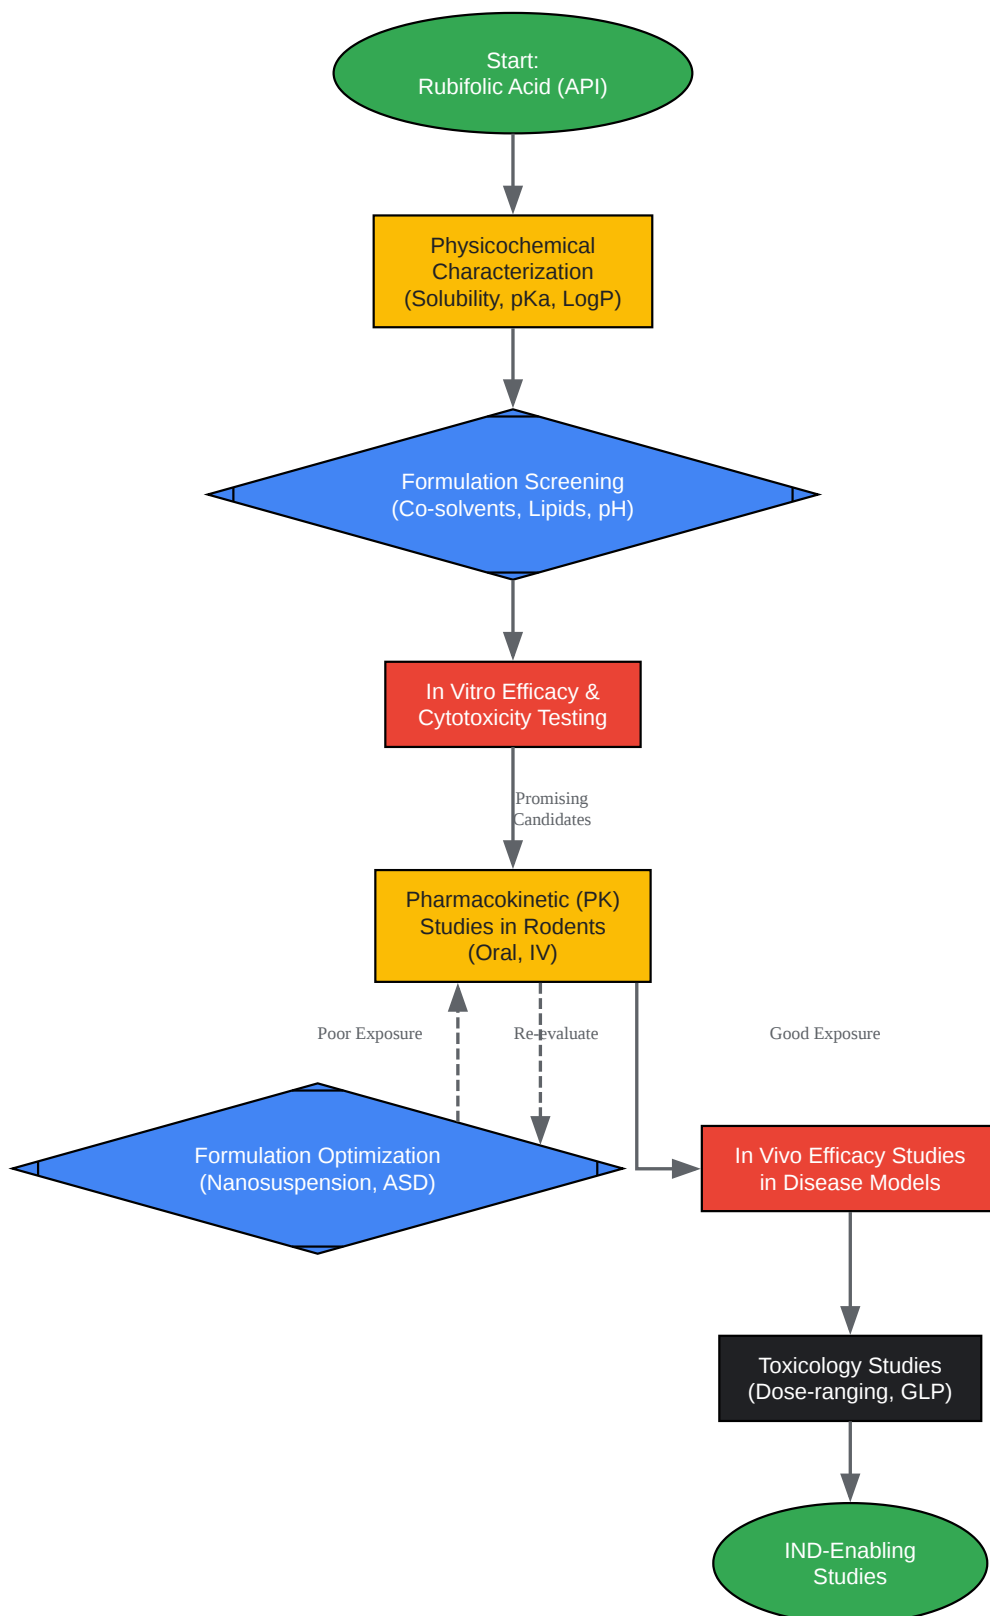 Start:
Rubifolic Acid (API)
Physicochemical
Characterization
(Solubility, pKa, LogP)
Formulation Screening
(Co-solvents, Lipids, pH)
In Vitro Efficacy &
Cytotoxicity Testing
Promising
Candidates
Pharmacokinetic (PK)
Studies in Rodents
(Oral, IV)
Poor Exposure
Re-evaluate
Good Exposure
Formulation Optimization
(Nanosuspension, ASD)
In Vivo Efficacy Studies
in Disease Models
Toxicology Studies
(Dose-ranging, GLP)
IND-Enabling
Studies